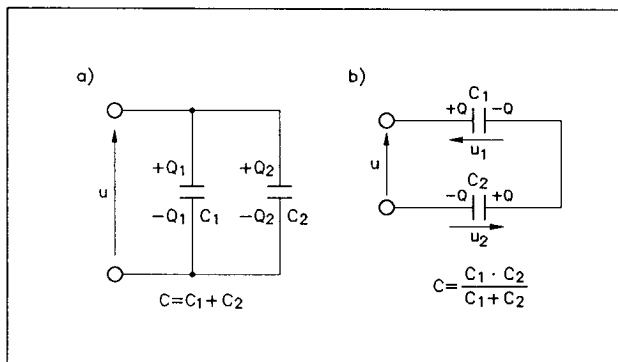 a)
u
+Q₁ +Q₂
−Q₁ C₁ −Q₂ C₂
C=C₁+C₂
b)
C₁
+Q −Q
u₁
u
C₂
−Q +Q
u₂
C= C₁ · C₂ / C₁+C₂